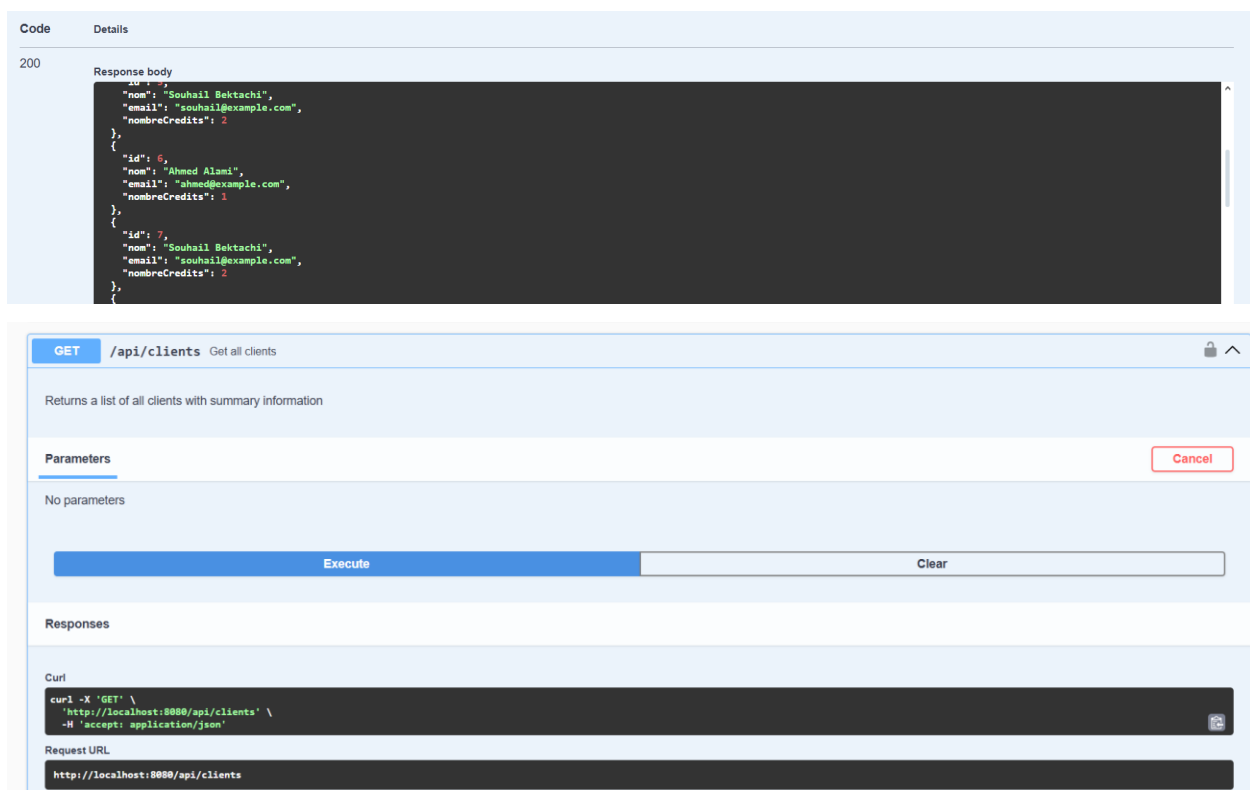 Code Details
200
Response body
"id": 5,
"nom": "Souhail Bektachi",
"email": "souhail@example.com",
"nombreCredits": 2
},
{
"id": 6,
"nom": "Ahmed Alami",
"email": "ahmed@example.com",
"nombreCredits": 1
},
{
"id": 7,
"nom": "Souhail Bektachi",
"email": "souhail@example.com",
"nombreCredits": 2
},
{
GET /api/clients Get all clients
Returns a list of all clients with summary information
Parameters Cancel
No parameters
Execute Clear
Responses
Curl
curl -X 'GET' \
'http://localhost:8080/api/clients' \
-H 'accept: application/json'
Request URL
http://localhost:8080/api/clients